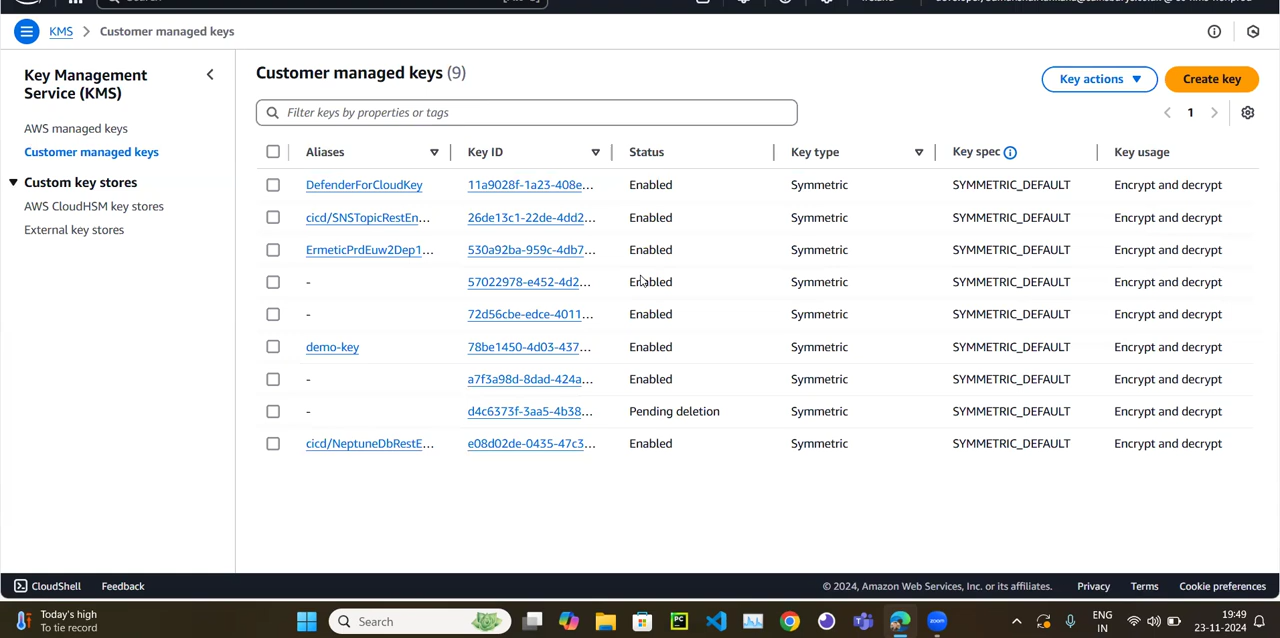 KMS > Customer managed keys
Key Management
Service (KMS)
AWS managed keys
Customer managed keys
Custom key stores
AWS CloudHSM key stores
External key stores
Customer managed keys (9)
Key actions
Create key
Filter keys by properties or tags
1
Aliases Key ID Status Key type Key spec Key usage
DefenderForCloudKey 11a9028f-1a23-408e... Enabled Symmetric SYMMETRIC_DEFAULT Encrypt and decrypt
cicd/SNSTopicRestEn... 26de13c1-22de-4dd2... Enabled Symmetric SYMMETRIC_DEFAULT Encrypt and decrypt
ErmeticPrdEuw2Dep1... 530a92ba-959c-4db7... Enabled Symmetric SYMMETRIC_DEFAULT Encrypt and decrypt
- 57022978-e452-4d2... Enabled Symmetric SYMMETRIC_DEFAULT Encrypt and decrypt
- 72d56cbe-edce-4011... Enabled Symmetric SYMMETRIC_DEFAULT Encrypt and decrypt
demo-key 78be1450-4d03-437... Enabled Symmetric SYMMETRIC_DEFAULT Encrypt and decrypt
- a7f3a98d-8dad-424a... Enabled Symmetric SYMMETRIC_DEFAULT Encrypt and decrypt
- d4c6373f-3aa5-4b38... Pending deletion Symmetric SYMMETRIC_DEFAULT Encrypt and decrypt
cicd/NeptuneDbRestE... e08d02de-0435-47c3... Enabled Symmetric SYMMETRIC_DEFAULT Encrypt and decrypt
CloudShell Feedback © 2024, Amazon Web Services, Inc. or its affiliates. Privacy Terms Cookie preferences
Today's high
To tie record
Search
PC
zoom
ENG
IN
19:49
23-11-2024